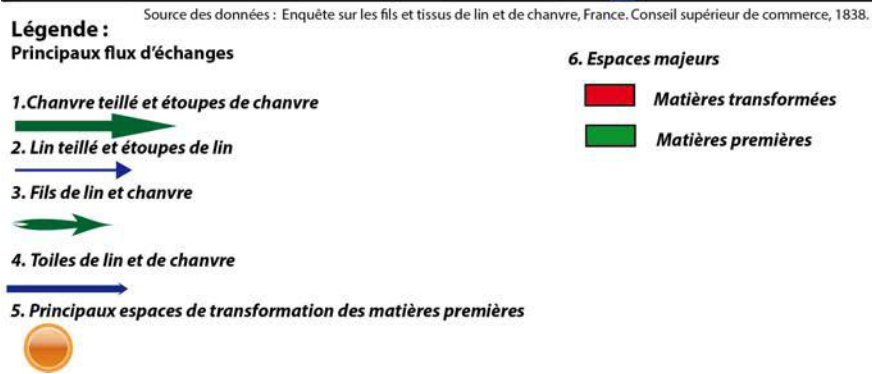 Source des données : Enquête sur les fils et tissus de lin et de chanvre, France. Conseil supérieur de commerce, 1838.
Légende :
Principaux flux d'échanges
1.Chanvre teillé et étoupes de chanvre
2. Lin teillé et étoupes de lin
3. Fils de lin et chanvre
4. Toiles de lin et de chanvre
5. Principaux espaces de transformation des matières premières
6. Espaces majeurs
Matières transformées
Matières premières